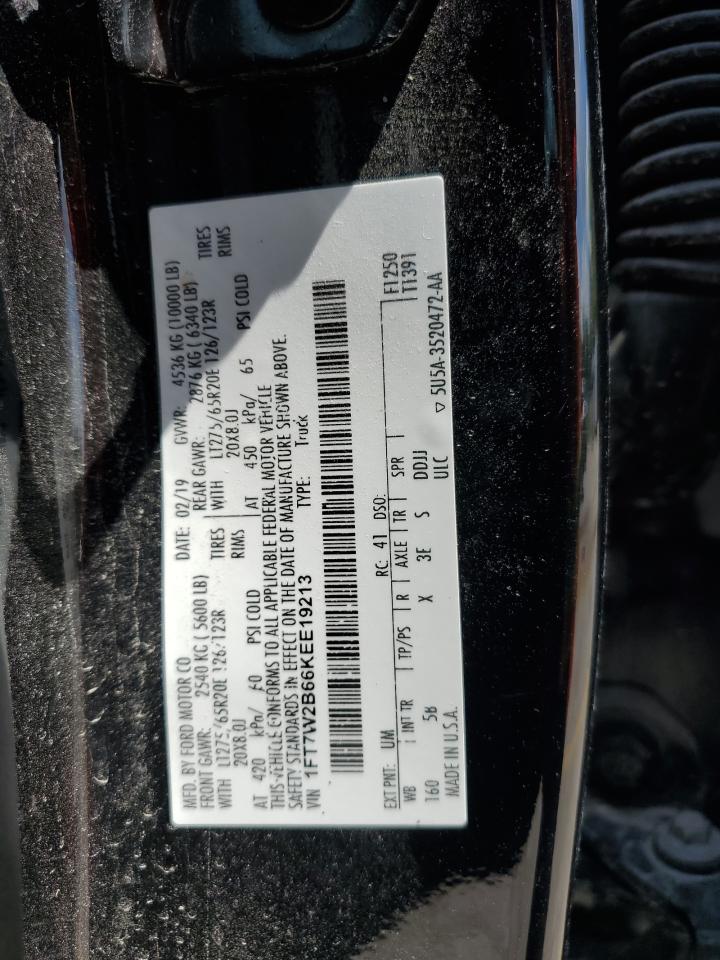 MFD. BY FORD MOTOR CO
DATE: 02/19 GVWR: 4536 KG (10000 LB)
FRONT GAWR: 2540 KG ( 5600 LB) REAR GAWR: 2876 KG ( 6340 LB)
WITH LT275/65R20E 126/123R TIRES WITH LT275/65R20E 126/123R TIRES
20X8.0J RIMS 20X8.0J RIMS
AT 420 kPa/ 60 PSI COLD AT 450 kPa/ 65 PSI COLD
THIS VEHICLE CONFORMS TO ALL APPLICABLE FEDERAL MOTOR VEHICLE
SAFETY STANDARDS IN EFFECT ON THE DATE OF MANUFACTURE SHOWN ABOVE.
VIN 1FT7W2B66KEE19213 TYPE: Truck
F1250
T1391
EXT PNT: UM RC: 41 DSO:
WB INT TR TP/PS R AXLE TR SPR
160 5B X 3E S DDJJ
ULC
MADE IN U.S.A. ▽ 5U5A-3520472-AA